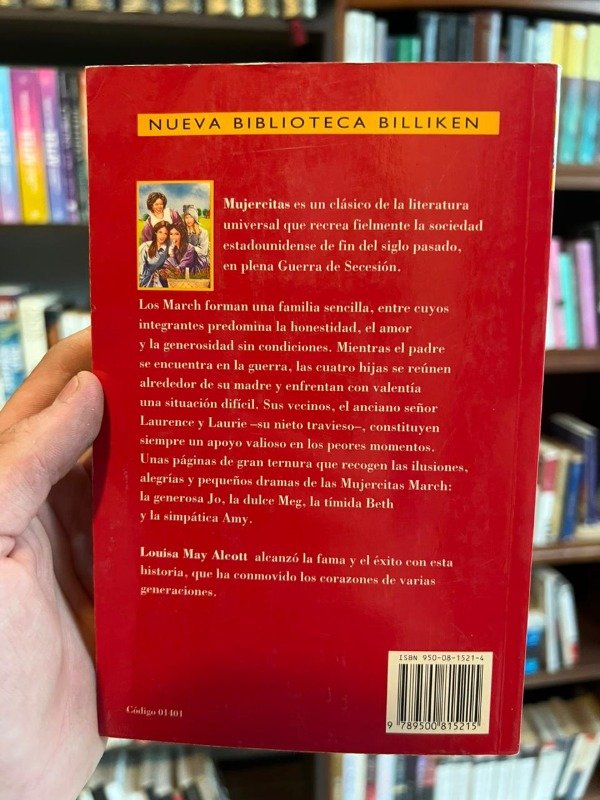 NUEVA BIBLIOTECA BILLIKEN
Mujercitas es un clásico de la literatura
universal que recrea fielmente la sociedad
estadounidense de fin del siglo pasado,
en plena Guerra de Secesión.
Los March forman una familia sencilla, entre cuyos
integrantes predomina la honestidad, el amor
y la generosidad sin condiciones. Mientras el padre
se encuentra en la guerra, las cuatro hijas se reúnen
alrededor de su madre y enfrentan con valentía
una situación difícil. Sus vecinos, el anciano señor
Laurence y Laurie –su nieto travieso–, constituyen
siempre un apoyo valioso en los peores momentos.
Unas páginas de gran ternura que recogen las ilusiones,
alegrías y pequeños dramas de las Mujercitas March:
la generosa Jo, la dulce Meg, la tímida Beth
y la simpática Amy.
Louisa May Alcott alcanzó la fama y el éxito con esta
historia, que ha conmovido los corazones de varias
generaciones.
ISBN 950-08-1521-4
9 789500 815215
Código 01401